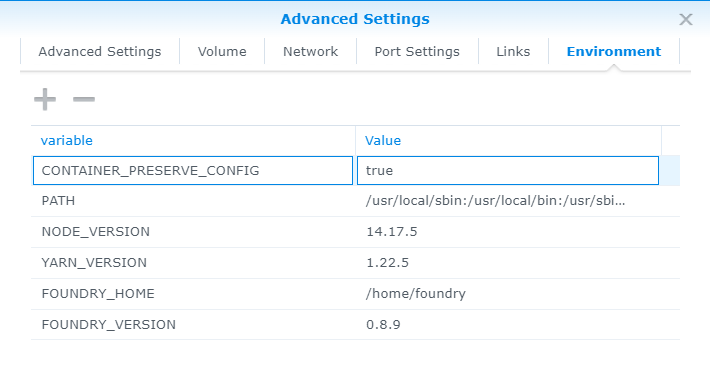 Advanced Settings
Advanced Settings Volume Network Port Settings Links Environment
variable Value
CONTAINER_PRESERVE_CONFIG true
PATH /usr/local/sbin:/usr/local/bin:/usr/sbi...
NODE_VERSION 14.17.5
YARN_VERSION 1.22.5
FOUNDRY_HOME /home/foundry
FOUNDRY_VERSION 0.8.9